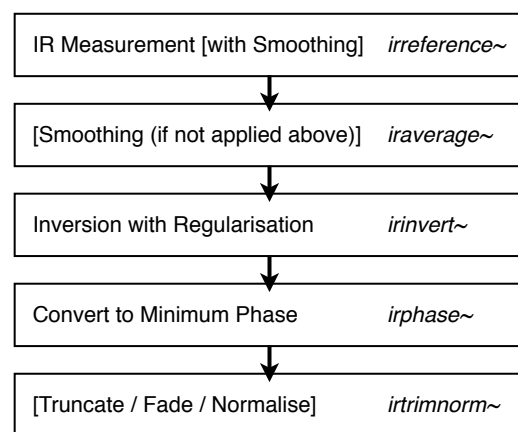 IR Measurement [with Smoothing] irreference~
[Smoothing (if not applied above)] iraverage~
Inversion with Regularisation irinvert~
Convert to Minimum Phase irphase~
[Truncate / Fade / Normalise] irtrimnorm~